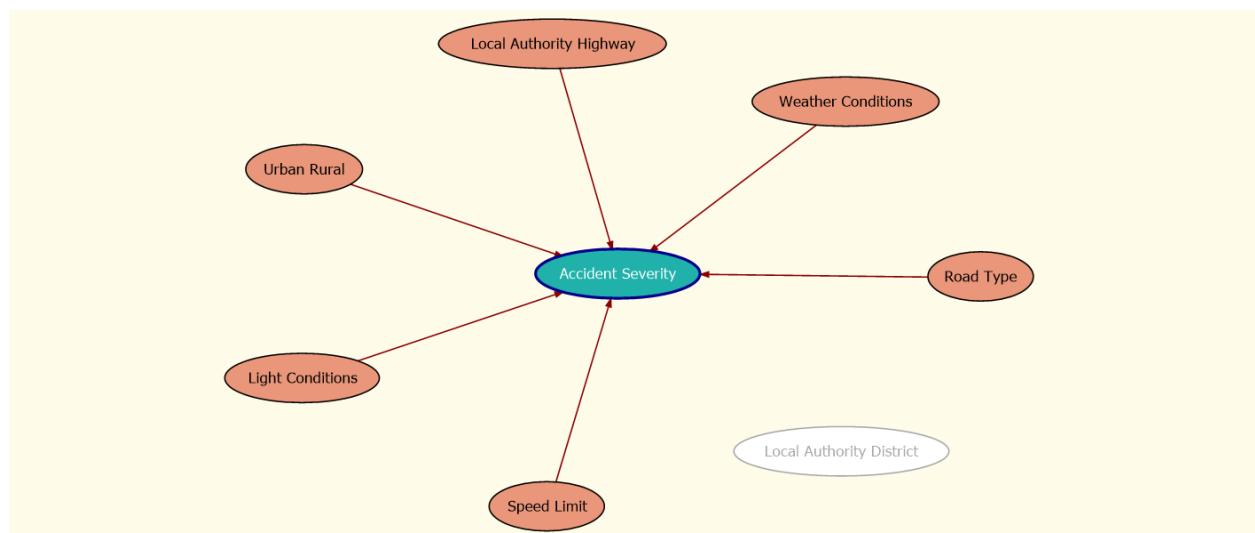 Local Authority Highway
Weather Conditions
Urban Rural
Accident Severity
Road Type
Light Conditions
Local Authority District
Speed Limit